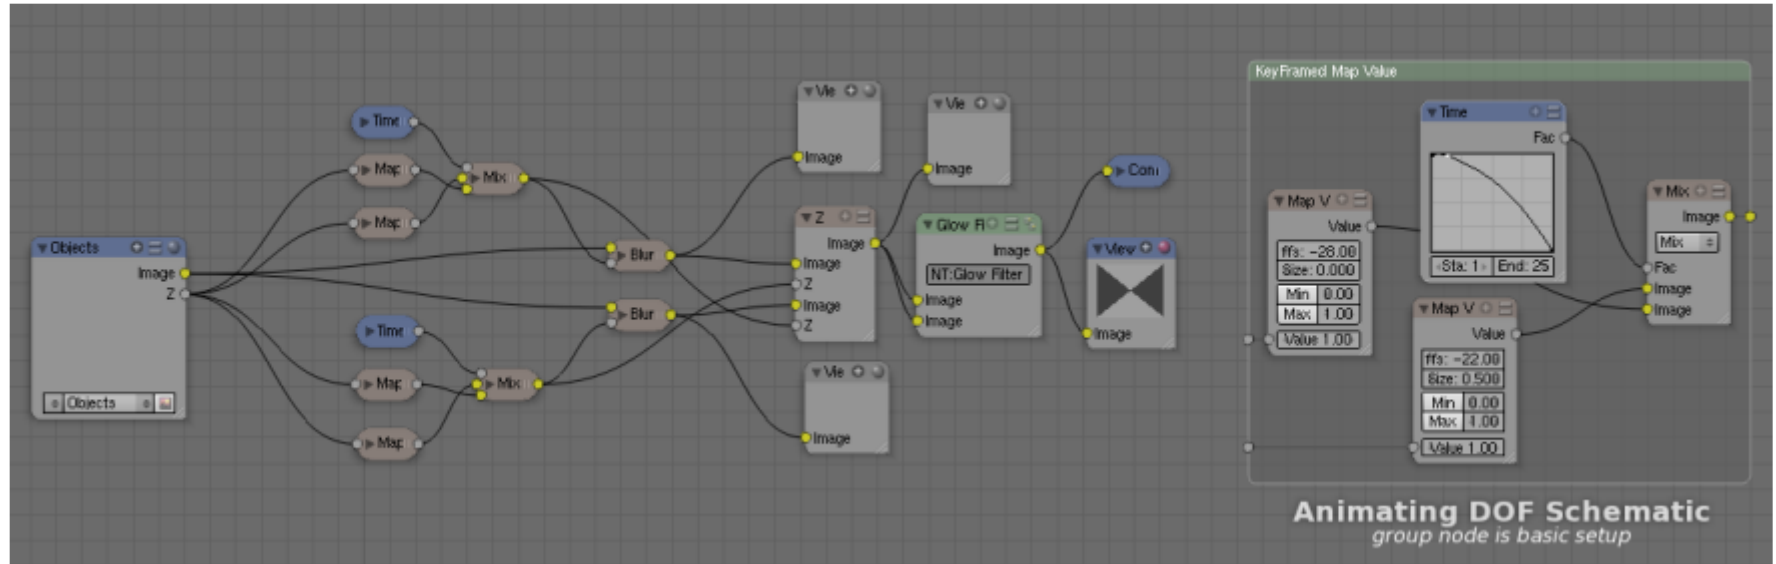 Objects
Image
Z
Objects
Time
Map
Map
Mix
Time
Map
Map
Mix
Blur
Blur
Vie
Image
Vie
Image
Z
Image
Image
Z
Image
Z
Vie
Image
Glow
Image
NT:Glow Filter
Image
Image
View
Image
KeyFramed Map Value
Map V
Value
ffs: -28.00
Size: 0.000
Min 0.00
Max 1.00
Value 1.00
Time
Fac
Sta: 1
End: 25
Map V
Value
ffs: -22.00
Size: 0.500
Min 0.00
Max 1.00
Value 1.00
Mix
Image
Mix
Fac
Image
Image
Animating DOF Schematic
group node is basic setup